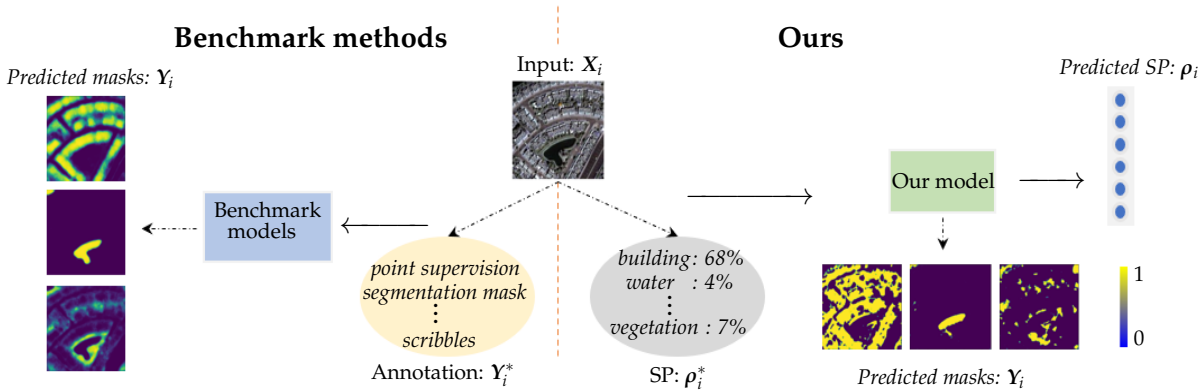 Benchmark methods
Ours
Input: X_i
Predicted masks: Y_i
Predicted SP: ρ_i
Benchmark
models
Our model
point supervision
segmentation mask
⋮
scribbles
building : 68%
water : 4%
⋮
vegetation : 7%
1
0
Annotation: Y_i^*
SP: ρ_i^*
Predicted masks: Y_i